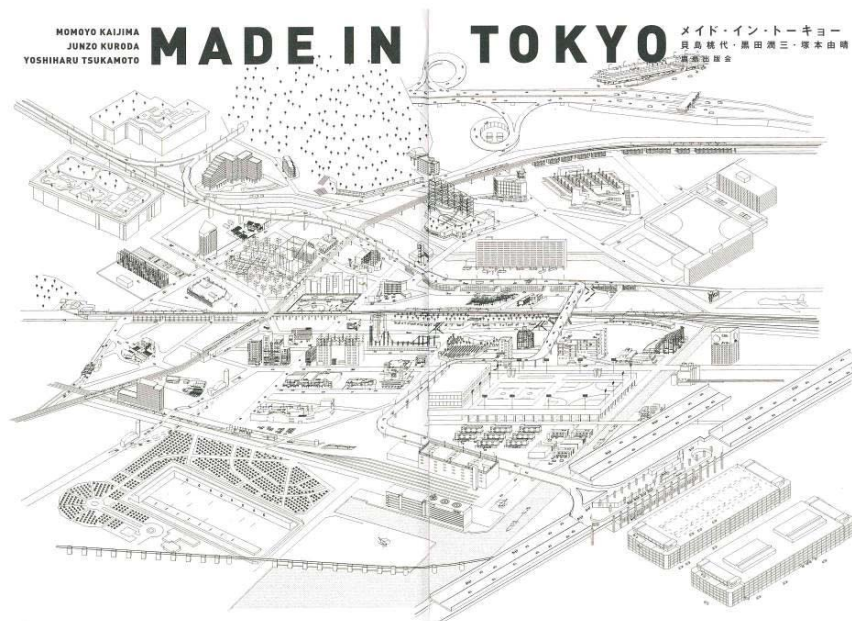 MOMOYO KAIJIMA
JUNZO KURODA
YOSHIHARU TSUKAMOTO
MADE IN TOKYO
メイド・イン・トーキョー
貝島桃代・黒田潤三・塚本由晴
鹿島出版会